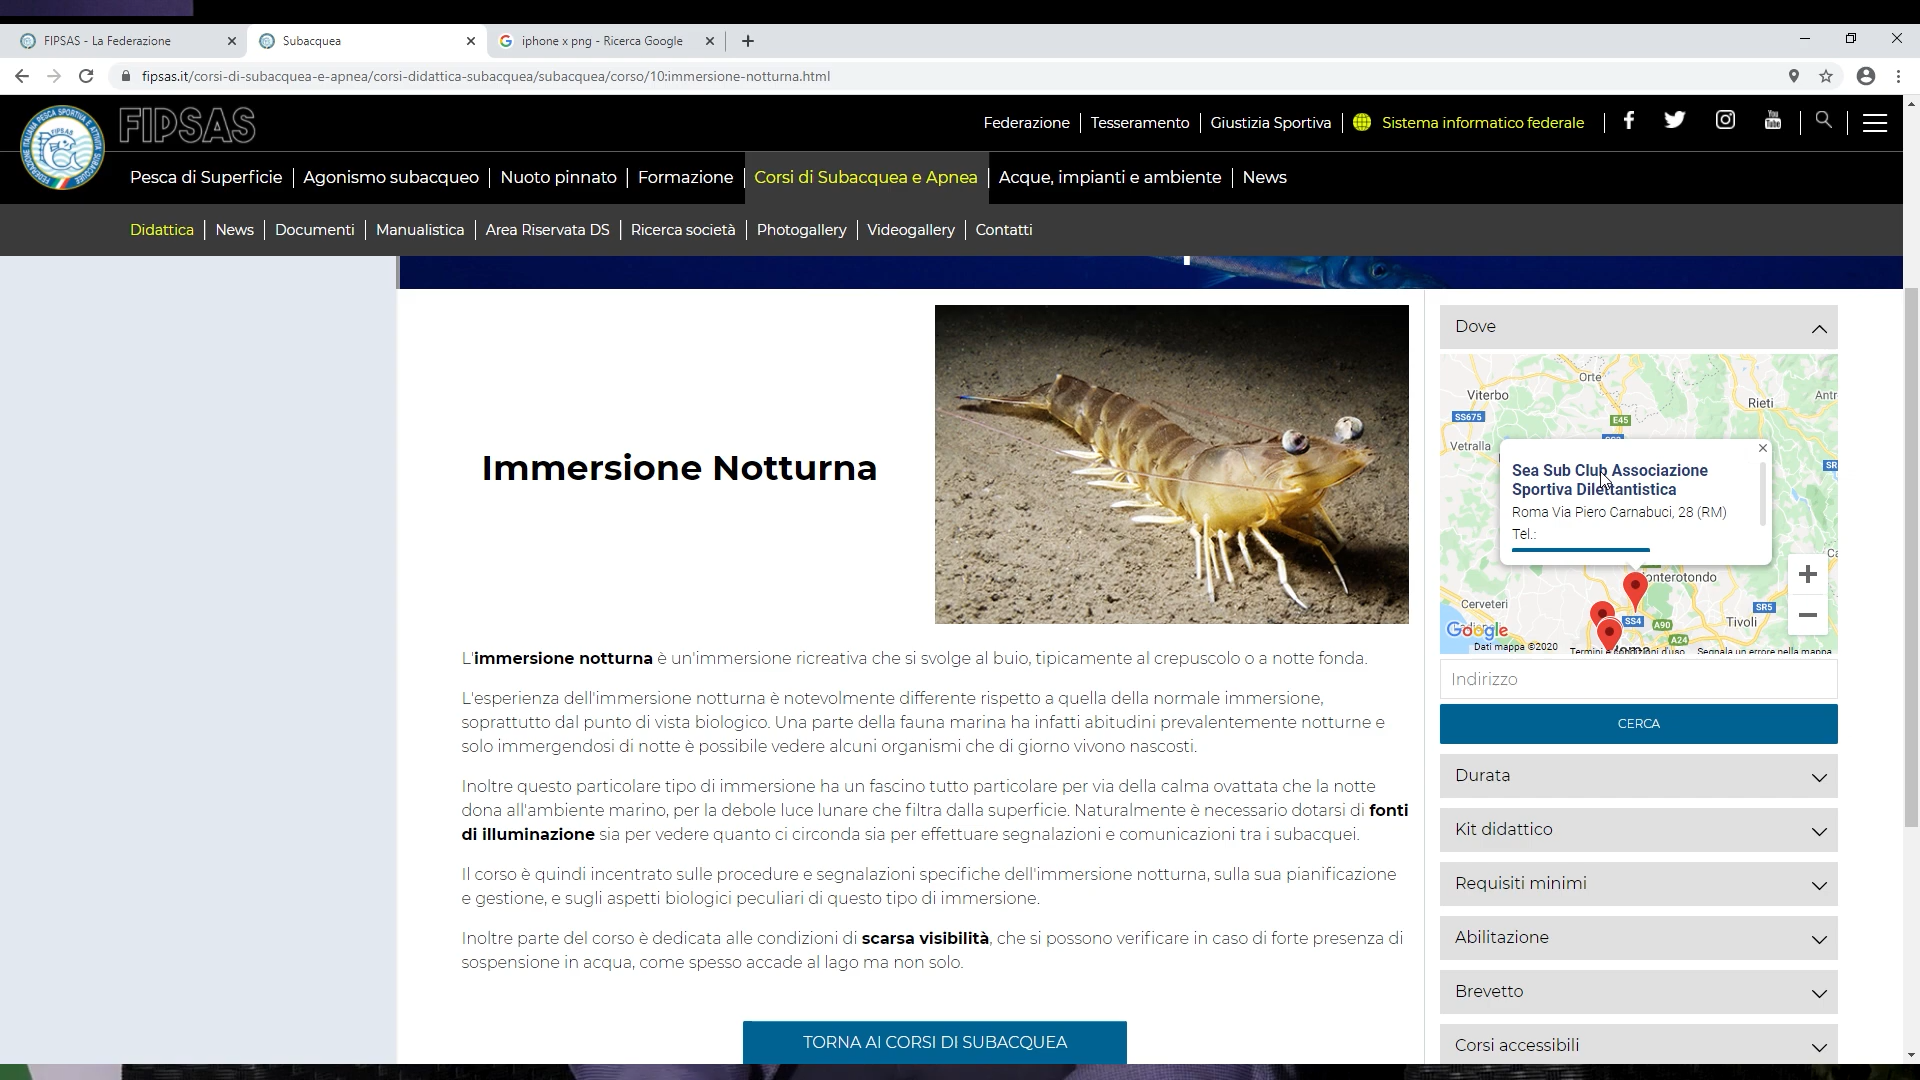 FIPSAS - La Federazione
Subacquea
iphone x png - Ricerca Google
fipsas.it/corsi-di-subacquea-e-apnea/corsi-didattica-subacquea/subacquea/corso/10:immersione-notturna.html
FIPSAS
Federazione
Tesseramento
Giustizia Sportiva
Sistema informatico federale
Pesca di Superficie
Agonismo subacqueo
Nuoto pinnato
Formazione
Corsi di Subacquea e Apnea
Acque, impianti e ambiente
News
Didattica
News
Documenti
Manualistica
Area Riservata DS
Ricerca società
Photogallery
Videogallery
Contatti
Immersione Notturna
L'immersione notturna è un'immersione ricreativa che si svolge al buio, tipicamente al crepuscolo o a notte fonda.
L'esperienza dell'immersione notturna è notevolmente differente rispetto a quella della normale immersione,
soprattutto dal punto di vista biologico. Una parte della fauna marina ha infatti abitudini prevalentemente notturne e
solo immergendosi di notte è possibile vedere alcuni organismi che di giorno vivono nascosti.
Inoltre questo particolare tipo di immersione ha un fascino tutto particolare per via della calma ovattata che la notte
dona all'ambiente marino, per la debole luce lunare che filtra dalla superficie. Naturalmente è necessario dotarsi di fonti
di illuminazione sia per vedere quanto ci circonda sia per effettuare segnalazioni e comunicazioni tra i subacquei.
Il corso è quindi incentrato sulle procedure e segnalazioni specifiche dell'immersione notturna, sulla sua pianificazione
e gestione, e sugli aspetti biologici peculiari di questo tipo di immersione.
Inoltre parte del corso è dedicata alle condizioni di scarsa visibilità, che si possono verificare in caso di forte presenza di
sospensione in acqua, come spesso accade al lago ma non solo.
TORNA AI CORSI DI SUBACQUEA
Dove
Orte
Viterbo
Rieti
Antr
SS675
E45
Vetralla
SR
Sea Sub Club Associazione
Sportiva Dilettantistica
Roma Via Piero Carnabuci, 28 (RM)
Tel.:
onterotondo
Cerveteri
SR5
SS4
A90
Tivoli
A24
Google
Roma
Dati mappa ©2020
Termini e condizioni d'uso
Segnala un errore nella mappa
Indirizzo
CERCA
Durata
Kit didattico
Requisiti minimi
Abilitazione
Brevetto
Corsi accessibili